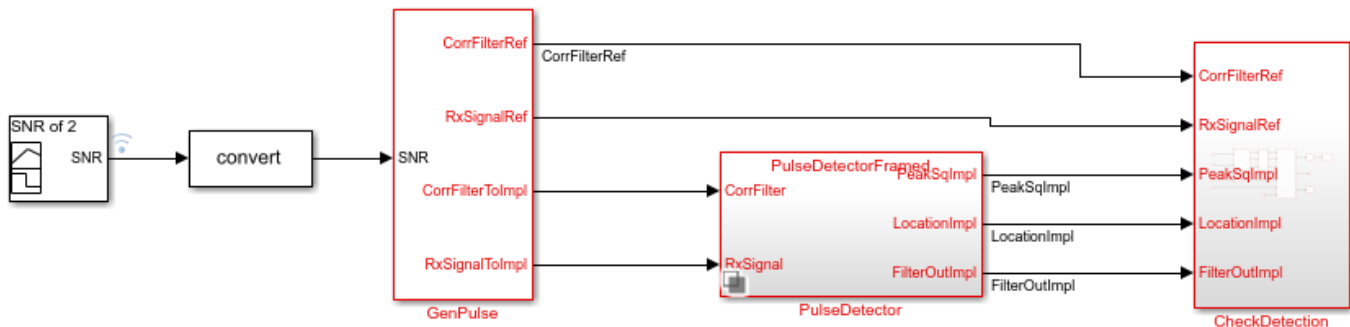 SNR of 2
SNR
convert
SNR
CorrFilterRef
RxSignalRef
CorrFilterToImpl
RxSignalToImpl
GenPulse
CorrFilterRef
PulseDetectorFramed
CorrFilter
RxSignal
PeakSqImpl
LocationImpl
FilterOutImpl
PulseDetector
PeakSqImpl
LocationImpl
FilterOutImpl
CorrFilterRef
RxSignalRef
PeakSqImpl
LocationImpl
FilterOutImpl
CheckDetection